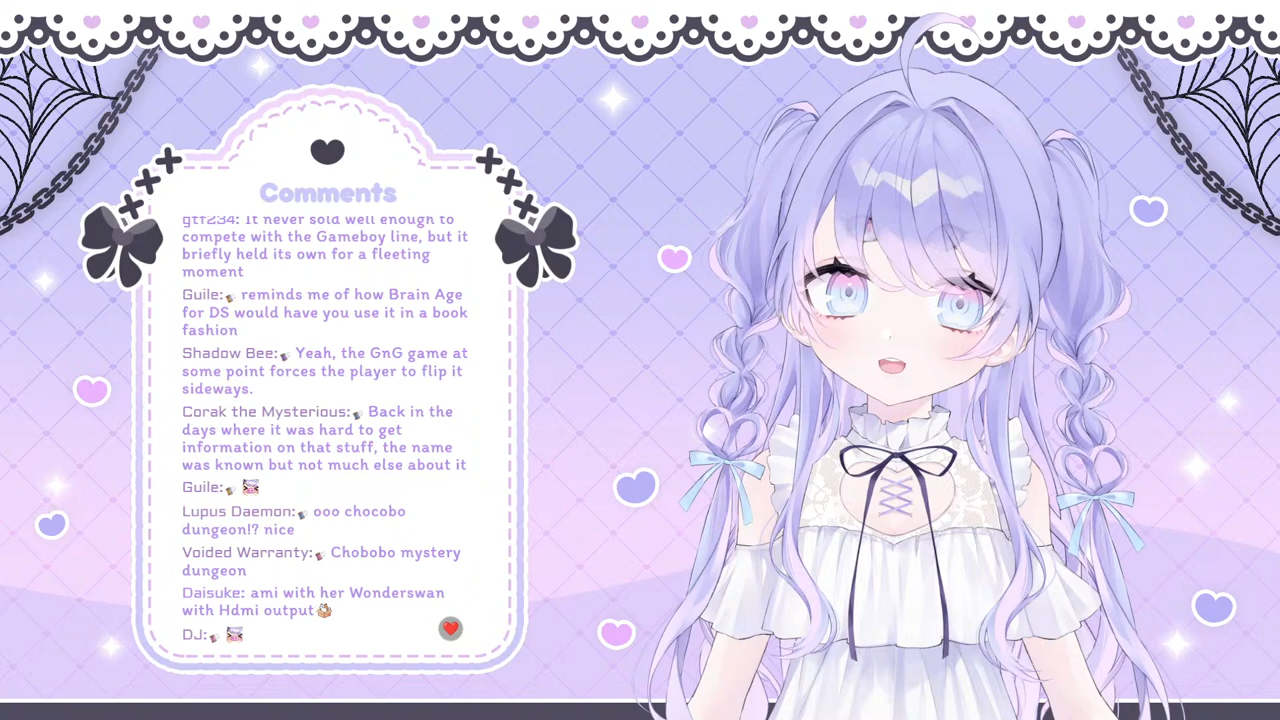 Comments
gtf234: It never sold well enough to
compete with the Gameboy line, but it
briefly held its own for a fleeting
moment
Guile: reminds me of how Brain Age
for DS would have you use it in a book
fashion
Shadow Bee: Yeah, the GnG game at
some point forces the player to flip it
sideways.
Corak the Mysterious: Back in the
days where it was hard to get
information on that stuff, the name
was known but not much else about it
Guile:
Lupus Daemon: ooo chocobo
dungeon!? nice
Voided Warranty: Chobobo mystery
dungeon
Daisuke: ami with her Wonderswan
with Hdmi output
DJ: